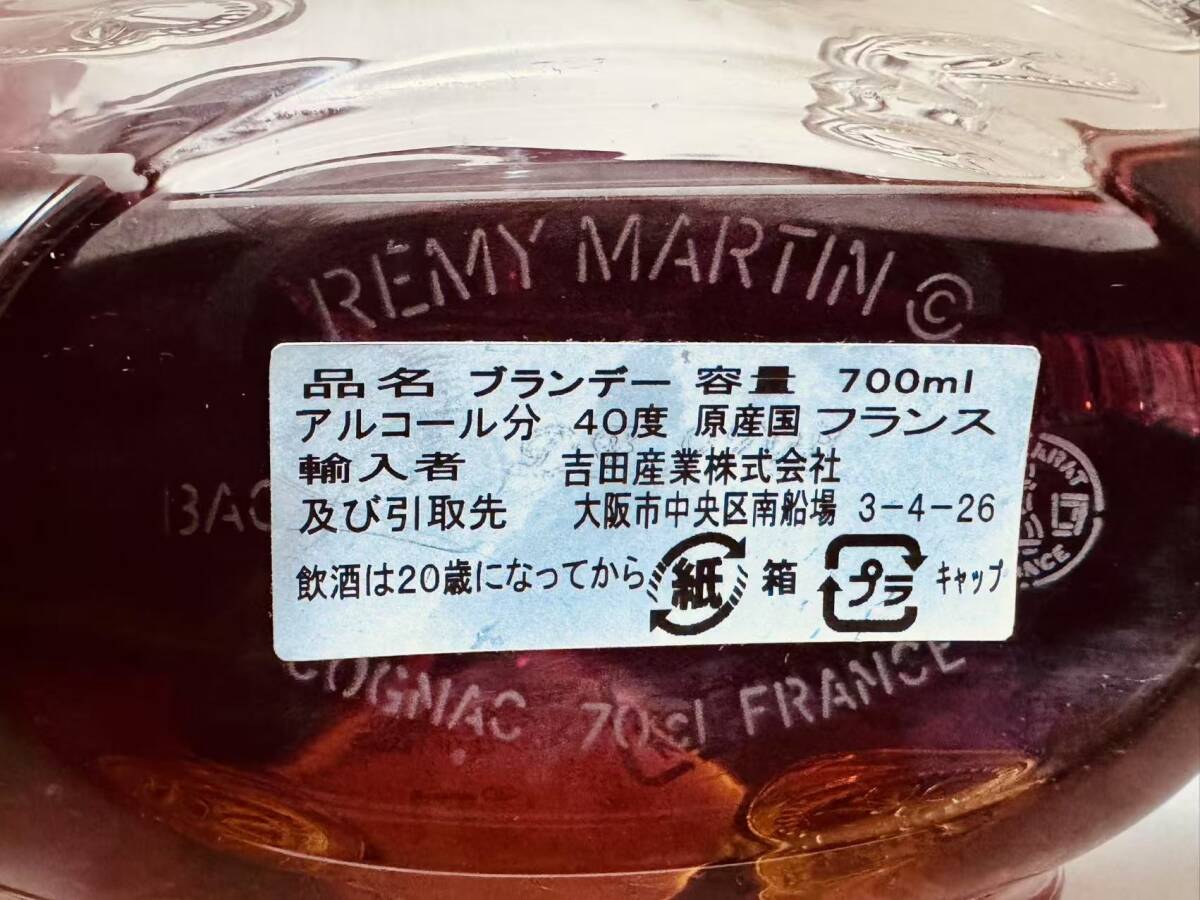 REMY MARTIN ©
品名 ブランデー 容量 700ml
アルコール分 40度 原産国 フランス
輸入者 吉田産業株式会社
及び引取先 大阪市中央区南船場 3-4-26
飲酒は20歳になってから 紙 箱 プラ キャップ
COGNAC 70cl FRANCE